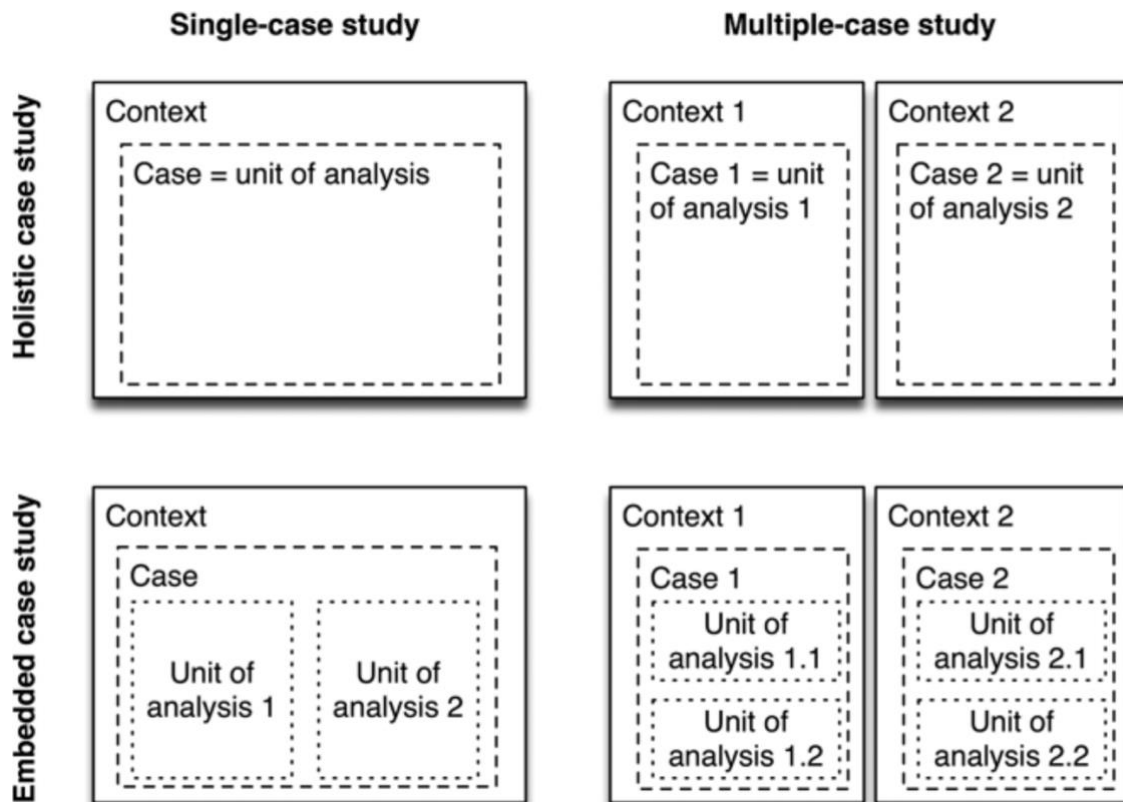 Single-case study
Multiple-case study
Holistic case study
Context
Case = unit of analysis
Context 1
Case 1 = unit
of analysis 1
Context 2
Case 2 = unit
of analysis 2
Embedded case study
Context
Case
Unit of
analysis 1
Unit of
analysis 2
Context 1
Case 1
Unit of
analysis 1.1
Unit of
analysis 1.2
Context 2
Case 2
Unit of
analysis 2.1
Unit of
analysis 2.2